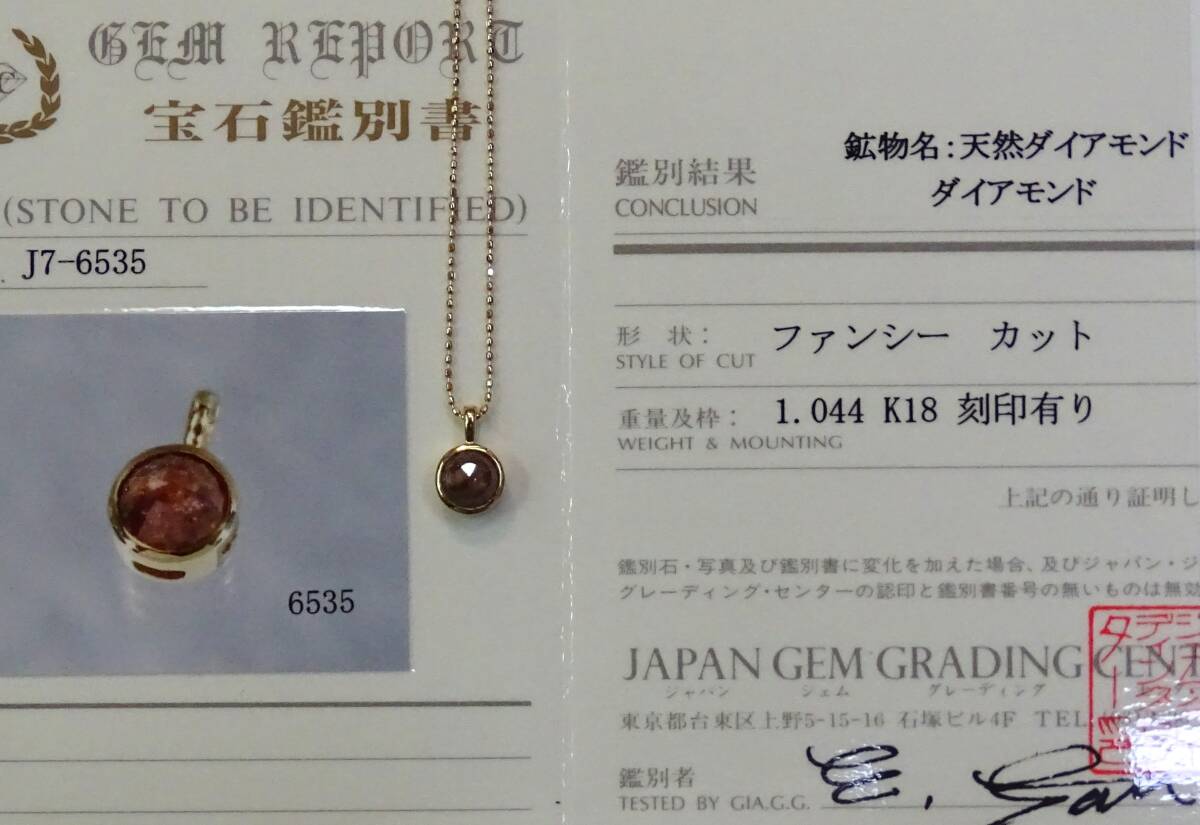 GEM REPORT
宝石鑑別書
(STONE TO BE IDENTIFIED)
J7-6535
6535
鑑別結果
CONCLUSION
鉱物名：天然ダイアモンド
ダイアモンド
形 状：
STYLE OF CUT
ファンシー カット
重量及枠：
WEIGHT & MOUNTING
1.044 K18 刻印有り
上記の通り証明し
鑑別石・写真及び鑑別書に変化を加えた場合、及びジャパン・ジ
グレーディング・センターの認印と鑑別書番号の無いものは無効
JAPAN GEM GRADING CENT
ジャパン ジェム グレーディング
東京都台東区上野5-15-16 石塚ビル4F TEL
鑑別者
TESTED BY GIA,G.G.